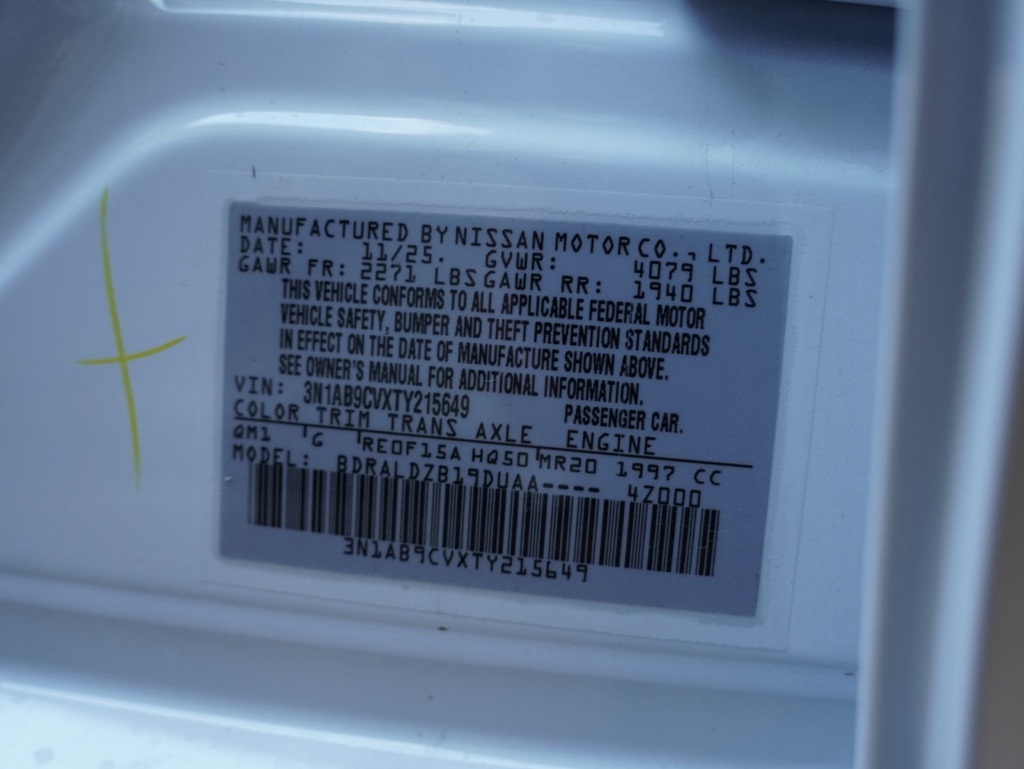 MANUFACTURED BY NISSAN MOTOR CO., LTD.
DATE: 11/25. GVWR: 4079 LBS
GAWR FR: 2271 LBS GAWR RR: 1940 LBS
THIS VEHICLE CONFORMS TO ALL APPLICABLE FEDERAL MOTOR
VEHICLE SAFETY, BUMPER AND THEFT PREVENTION STANDARDS
IN EFFECT ON THE DATE OF MANUFACTURE SHOWN ABOVE.
SEE OWNER'S MANUAL FOR ADDITIONAL INFORMATION.
VIN: 3N1AB9CVXTY215649 PASSENGER CAR.
COLOR TRIM TRANS AXLE ENGINE
QM1 G RE0F15A HQ50 MR20 1997 CC
MODEL: BDRALDZB19DUAA---- 4Z000
3N1AB9CVXTY215649